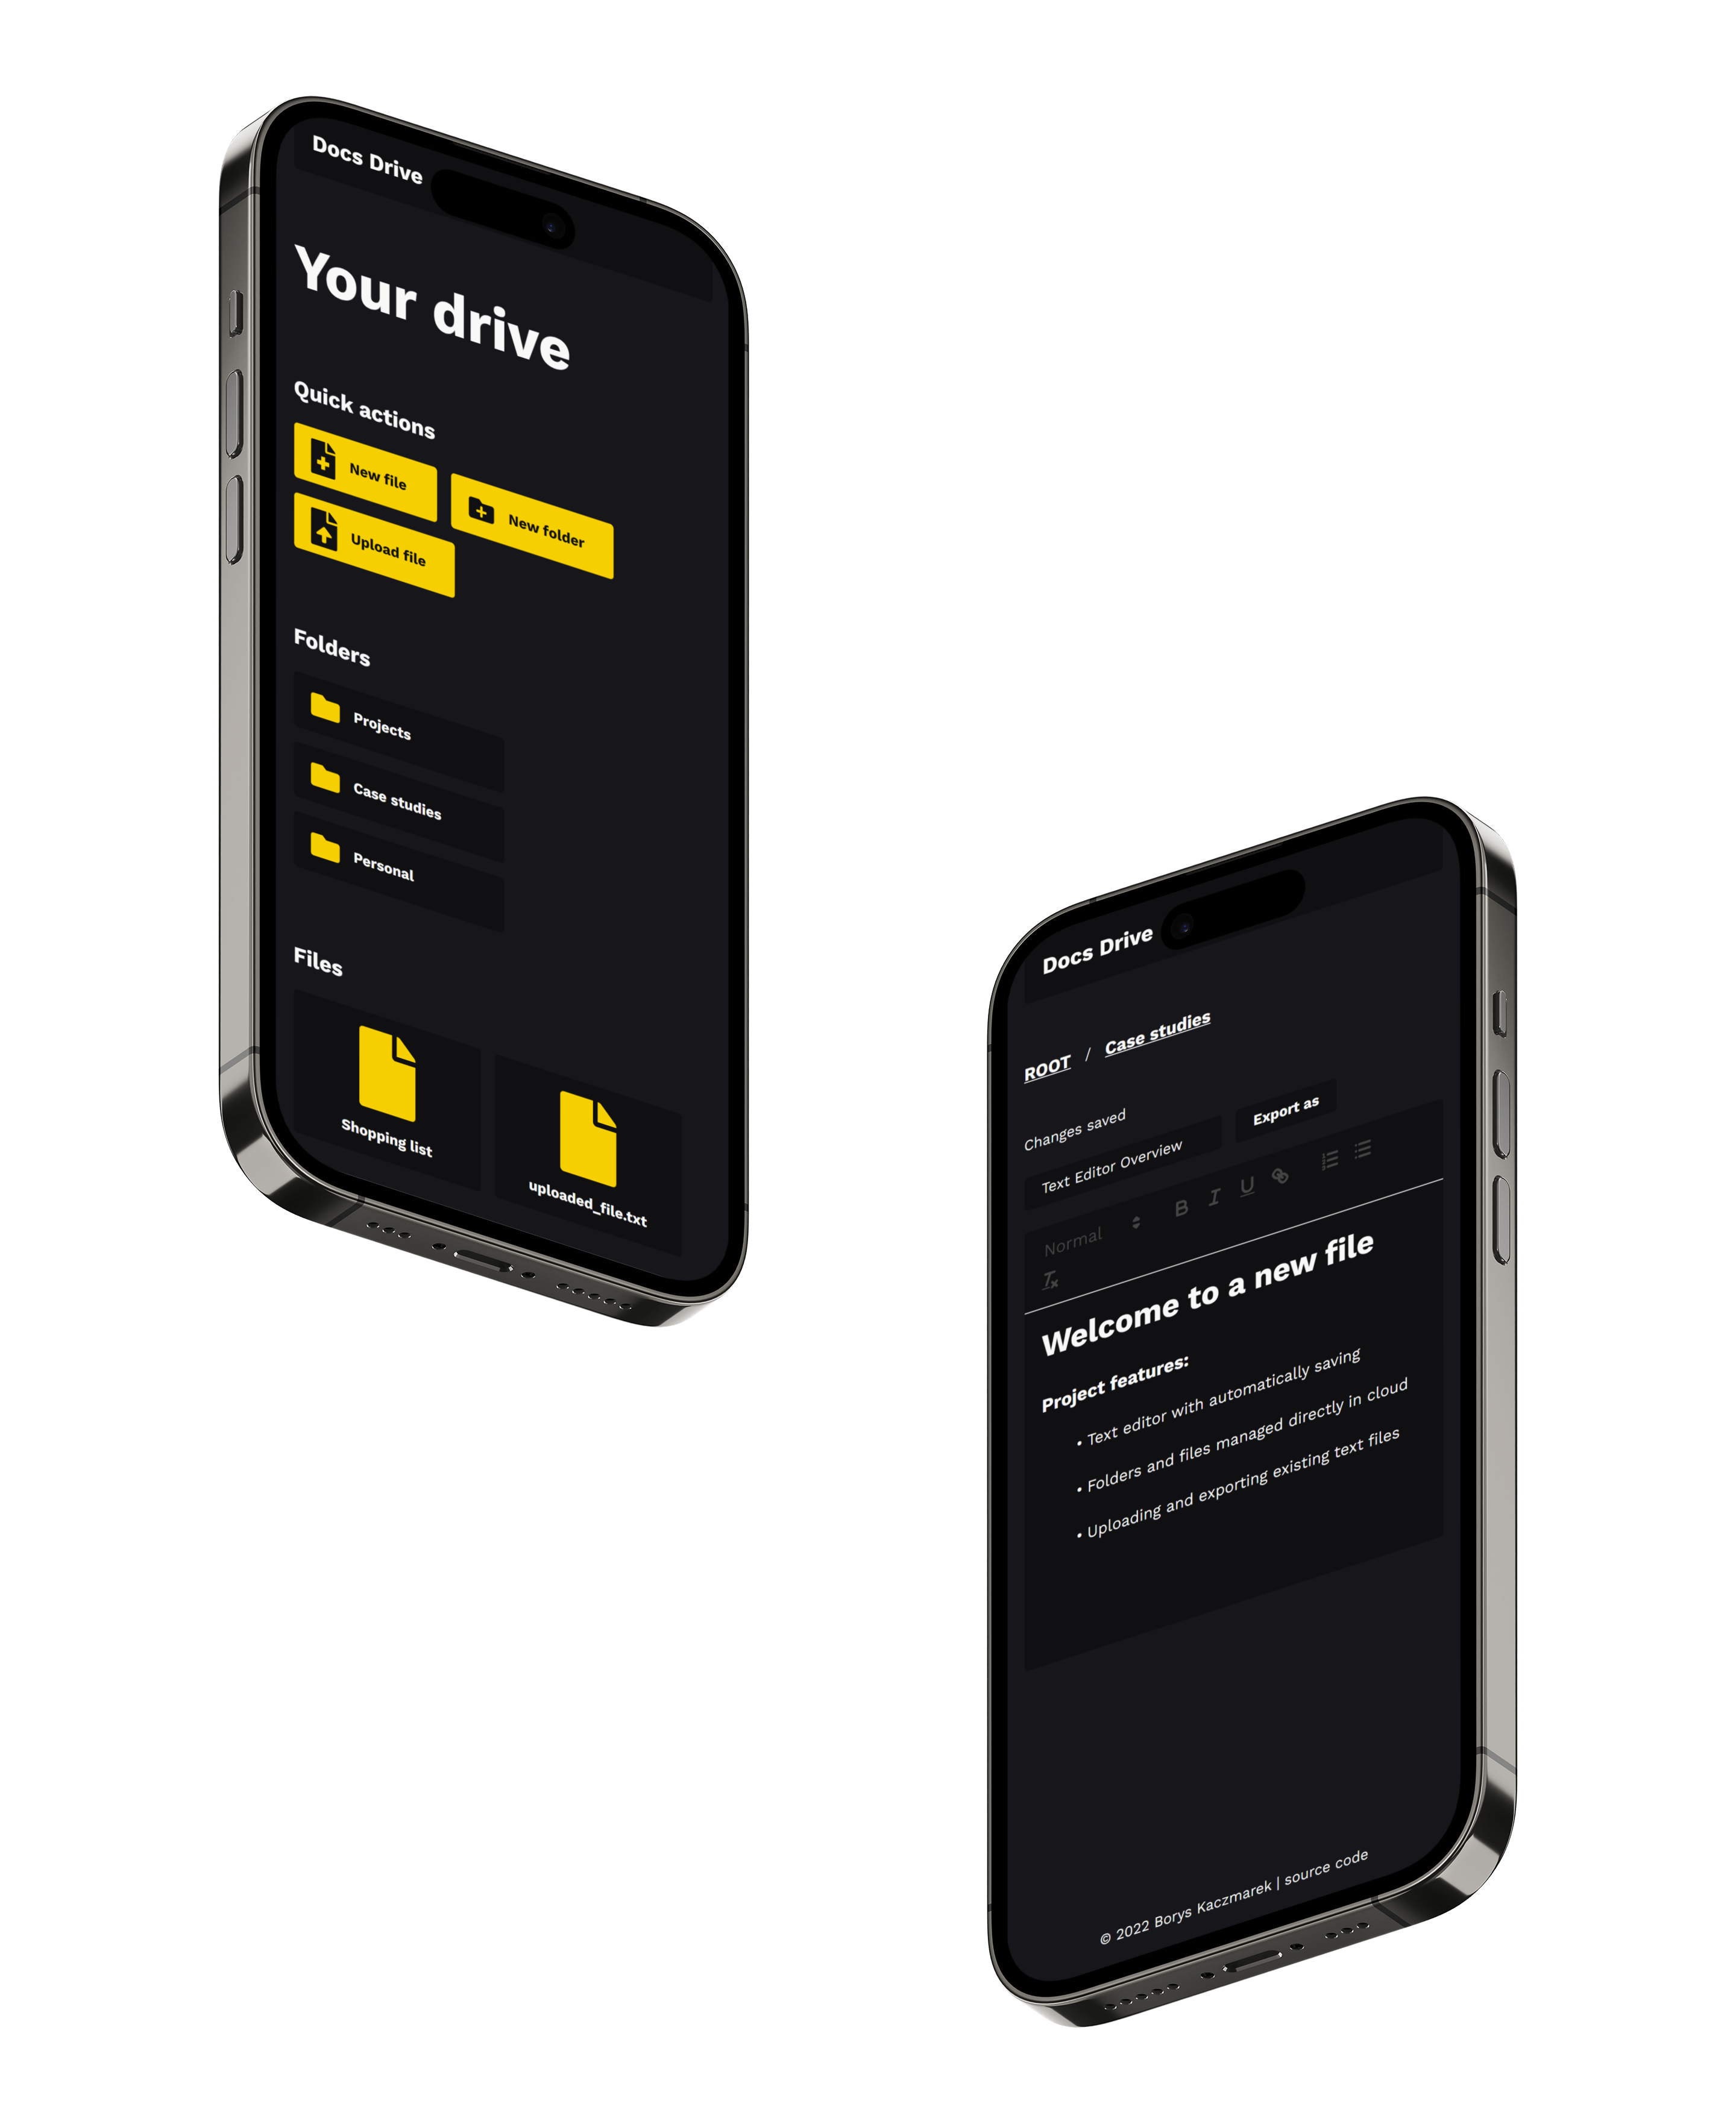 Docs Drive
Your drive
Quick actions
New file
New folder
Upload file
Folders
Projects
Case studies
Personal
Files
Shopping list
uploaded_file.txt
Docs Drive
ROOT / Case studies
Changes saved
Text Editor Overview
Export as
Normal B I U
Tx
Welcome to a new file
Project features:
• Text editor with automatically saving
• Folders and files managed directly in cloud
• Uploading and exporting existing text files
© 2022 Borys Kaczmarek | source code